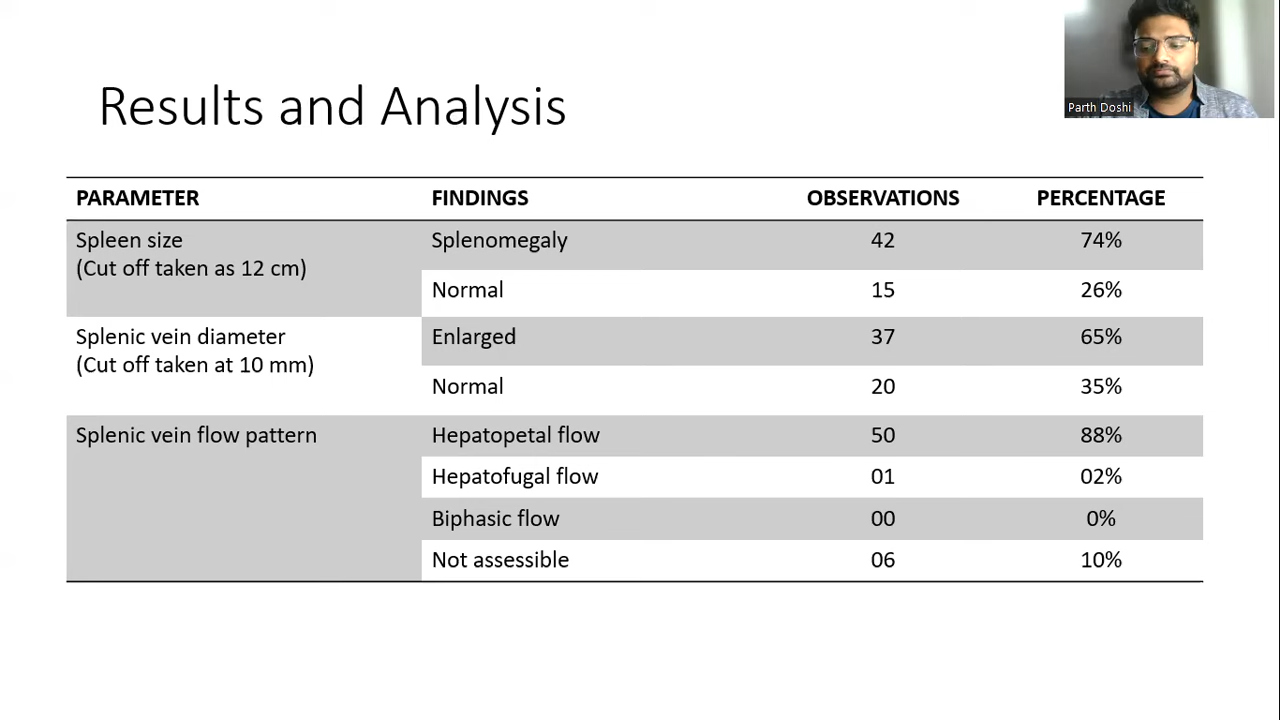 Parth Doshi
Results and Analysis
PARAMETER FINDINGS OBSERVATIONS PERCENTAGE
Spleen size Splenomegaly 42 74%
(Cut off taken as 12 cm)
Normal 15 26%
Splenic vein diameter Enlarged 37 65%
(Cut off taken at 10 mm)
Normal 20 35%
Splenic vein flow pattern Hepatopetal flow 50 88%
Hepatofugal flow 01 02%
Biphasic flow 00 0%
Not assessible 06 10%